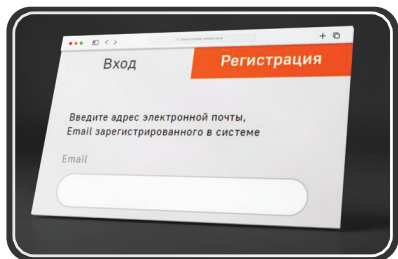 Вход
Регистрация
Введите адрес электронной почты,
Email зарегистрированного в системе
Email